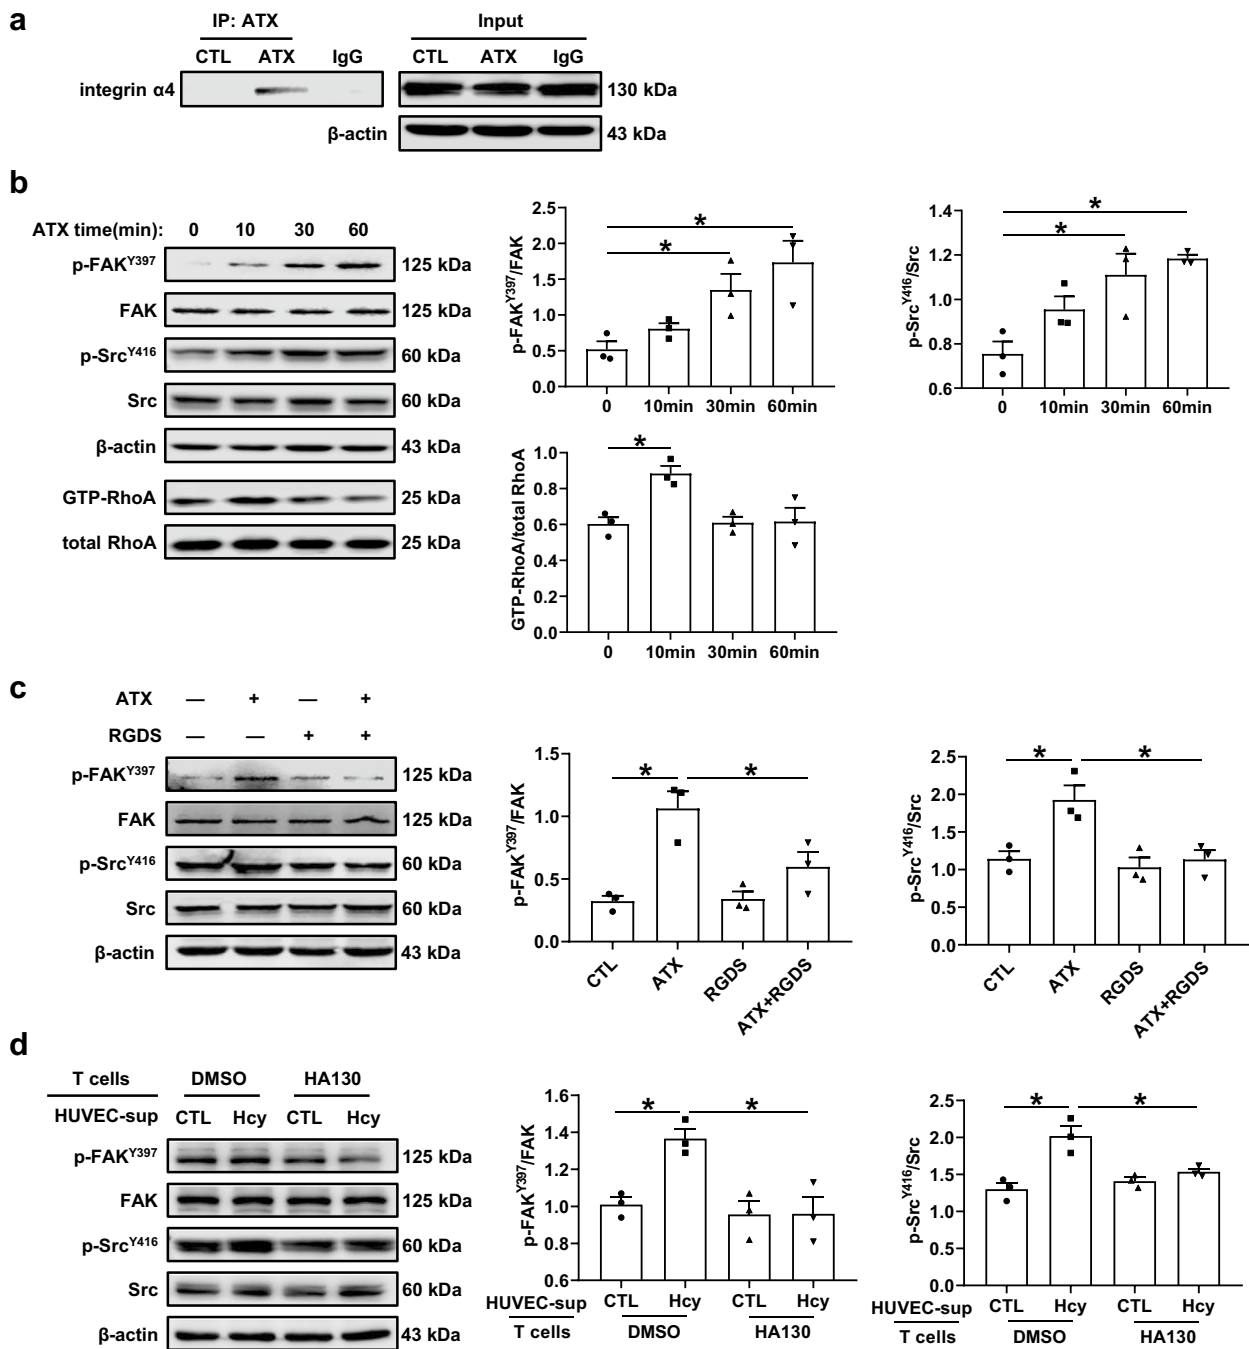 a
IP: ATX Input
CTL ATX IgG CTL ATX IgG
integrin α4 130 kDa
β-actin 43 kDa
b
ATX time(min): 0 10 30 60
p-FAKY397 125 kDa
FAK 125 kDa
p-SrcY416 60 kDa
Src 60 kDa
β-actin 43 kDa
GTP-RhoA 25 kDa
total RhoA 25 kDa
p-FAKY397/FAK
2.5
2.0
1.5
1.0
0.5
0.0
* *
0 10min 30min 60min
p-SrcY416/Src
1.4
1.2
1.0
0.8
0.6
* *
0 10min 30min 60min
GTP-RhoA/total RhoA
1.0
0.8
0.6
0.4
0.2
0.0
*
0 10min 30min 60min
c
ATX — + — +
RGDS — — + +
p-FAKY397 125 kDa
FAK 125 kDa
p-SrcY416 60 kDa
Src 60 kDa
β-actin 43 kDa
p-FAKY397/FAK
1.5
1.0
0.5
0.0
* *
CTL ATX RGDS ATX+RGDS
p-SrcY416/Src
2.5
2.0
1.5
1.0
0.5
0.0
* *
CTL ATX RGDS ATX+RGDS
d
T cells DMSO HA130
HUVEC-sup CTL Hcy CTL Hcy
p-FAKY397 125 kDa
FAK 125 kDa
p-SrcY416 60 kDa
Src 60 kDa
β-actin 43 kDa
p-FAKY397/FAK
1.6
1.4
1.2
1.0
0.8
0.6
* *
HUVEC-sup CTL Hcy CTL Hcy
T cells DMSO HA130
p-SrcY416/Src
2.5
2.0
1.5
1.0
0.5
0.0
* *
HUVEC-sup CTL Hcy CTL Hcy
T cells DMSO HA130